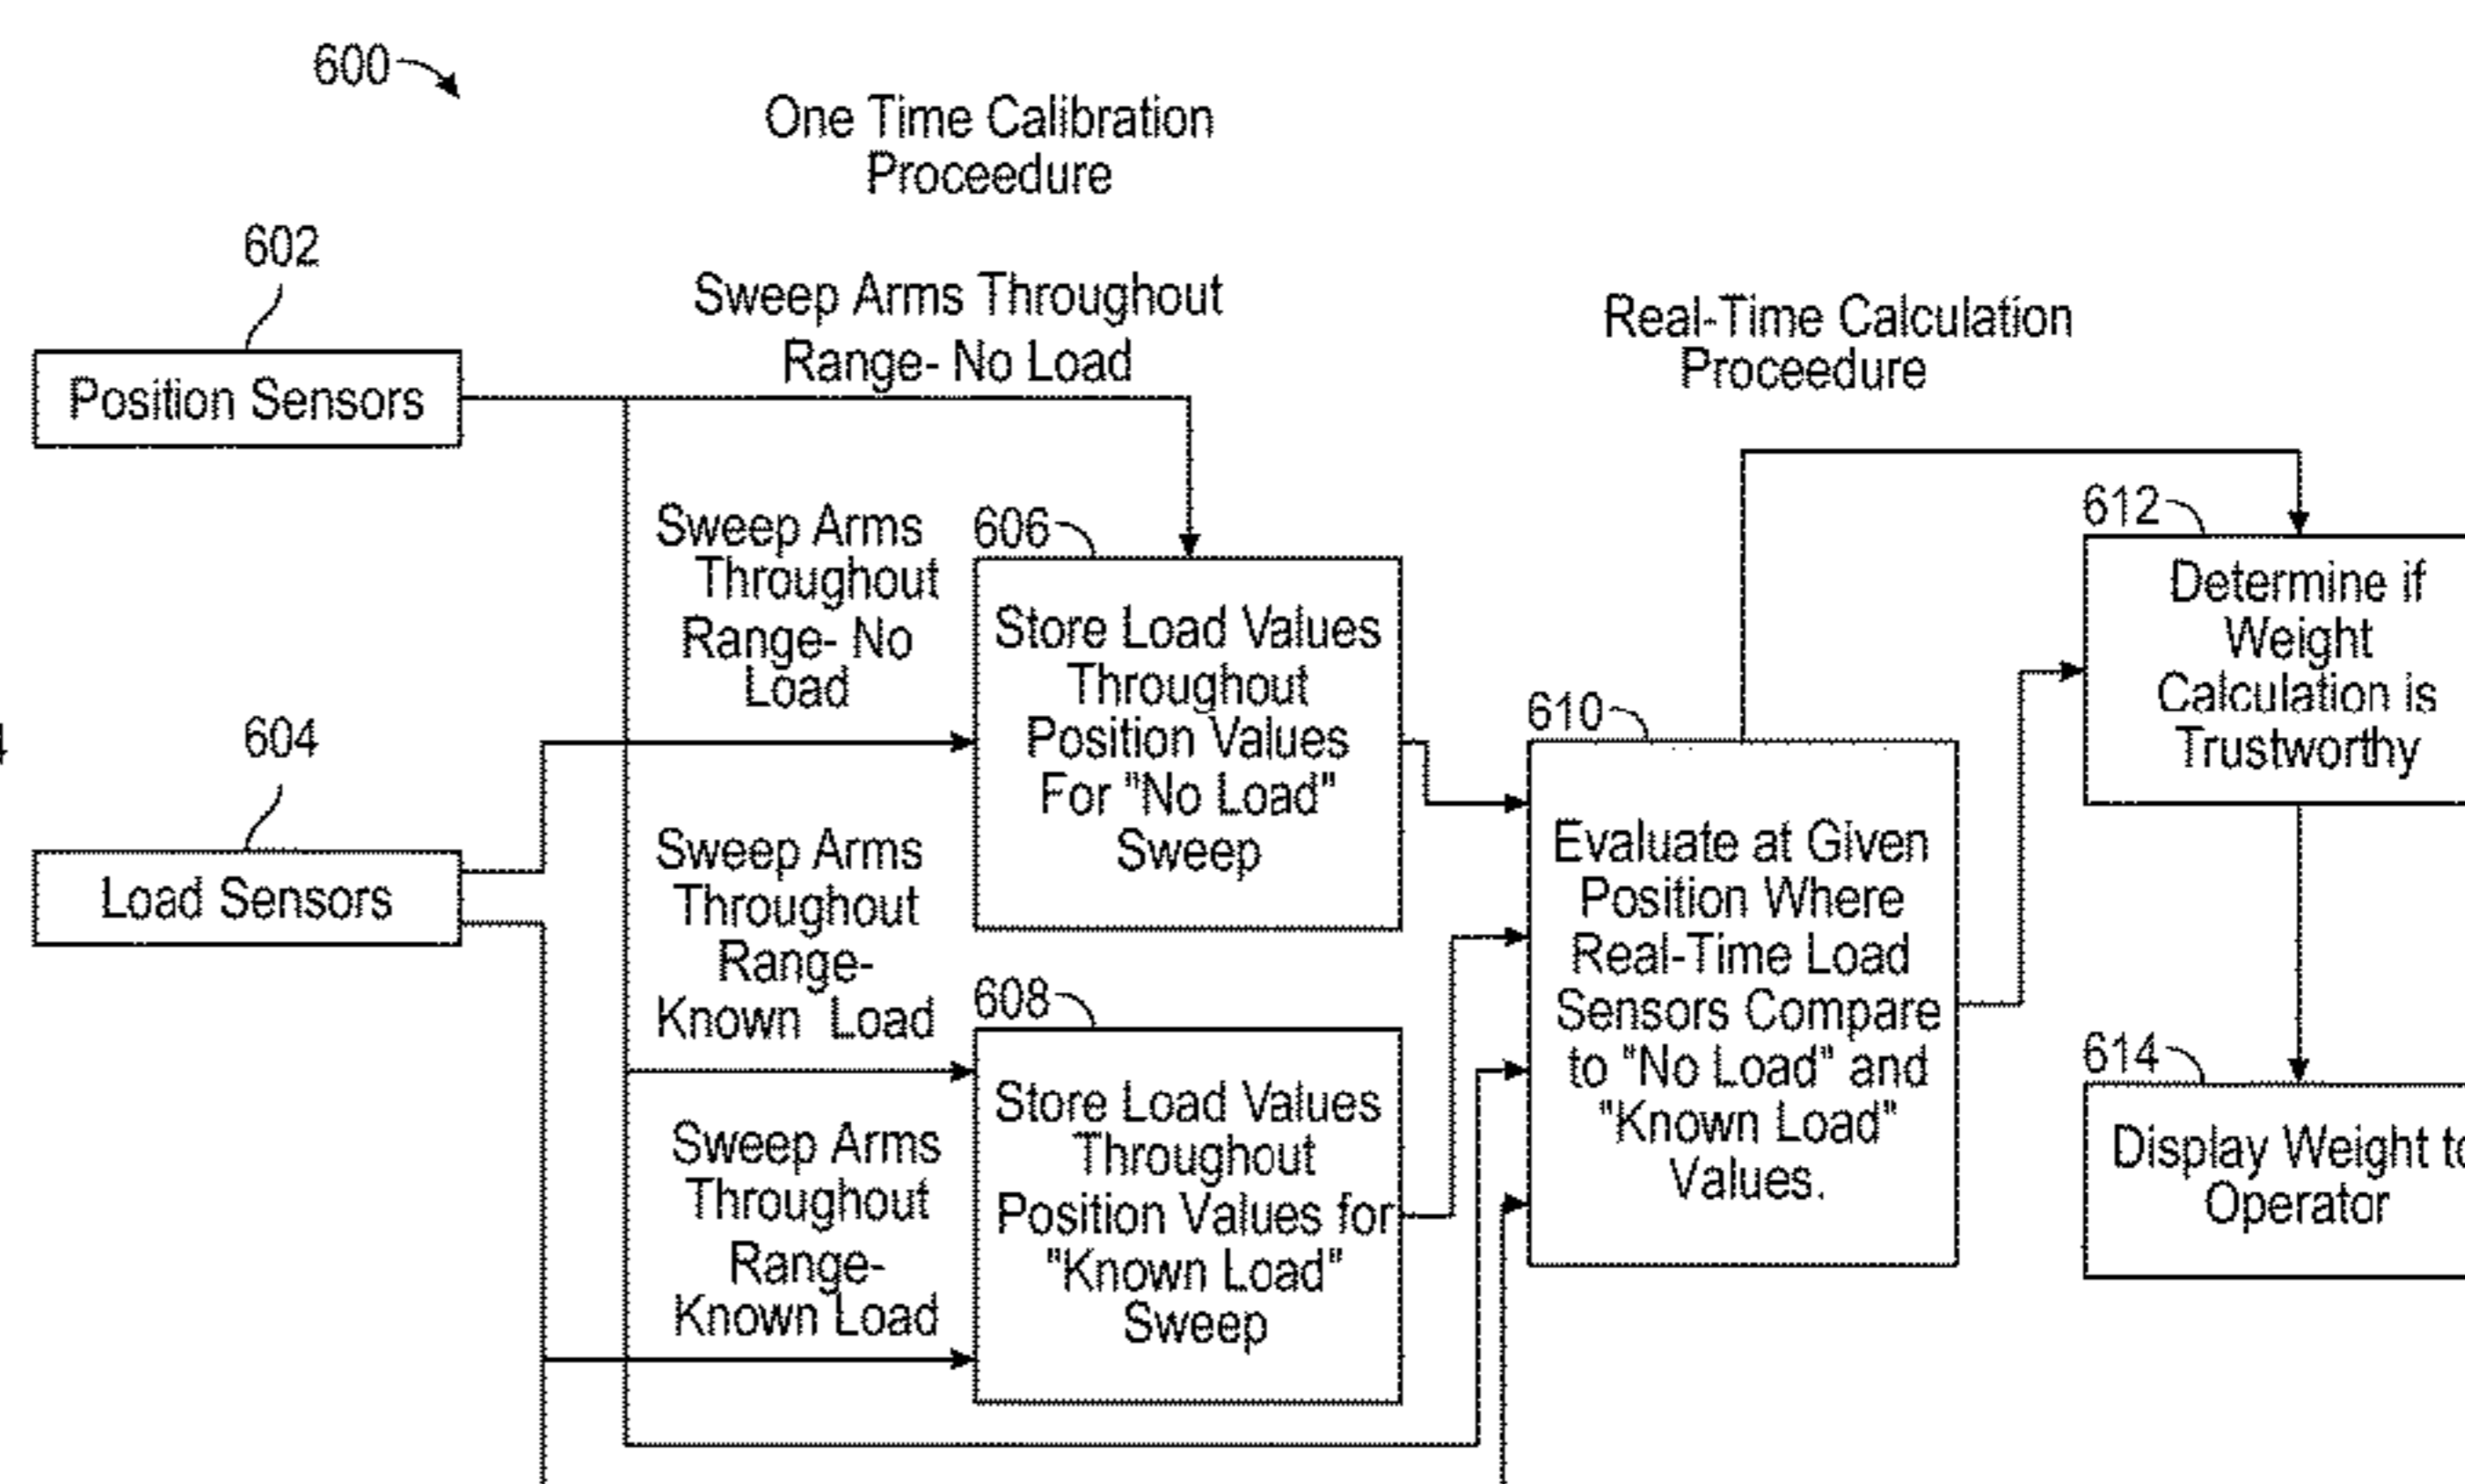 600
One Time Calibration
Proceedure
602
Sweep Arms Throughout
Range- No Load
Real-Time Calculation
Proceedure
Position Sensors
Sweep Arms
Throughout
Range- No
Load
606
Store Load Values
Throughout
Position Values
For "No Load"
Sweep
612
Determine if
Weight
Calculation is
Trustworthy
4
604
Load Sensors
Sweep Arms
Throughout
Range-
Known Load
610
Evaluate at Given
Position Where
Real-Time Load
Sensors Compare
to "No Load" and
"Known Load"
Values.
608
Store Load Values
Throughout
Position Values for
"Known Load"
Sweep
Sweep Arms
Throughout
Range-
Known Load
614
Display Weight to
Operator